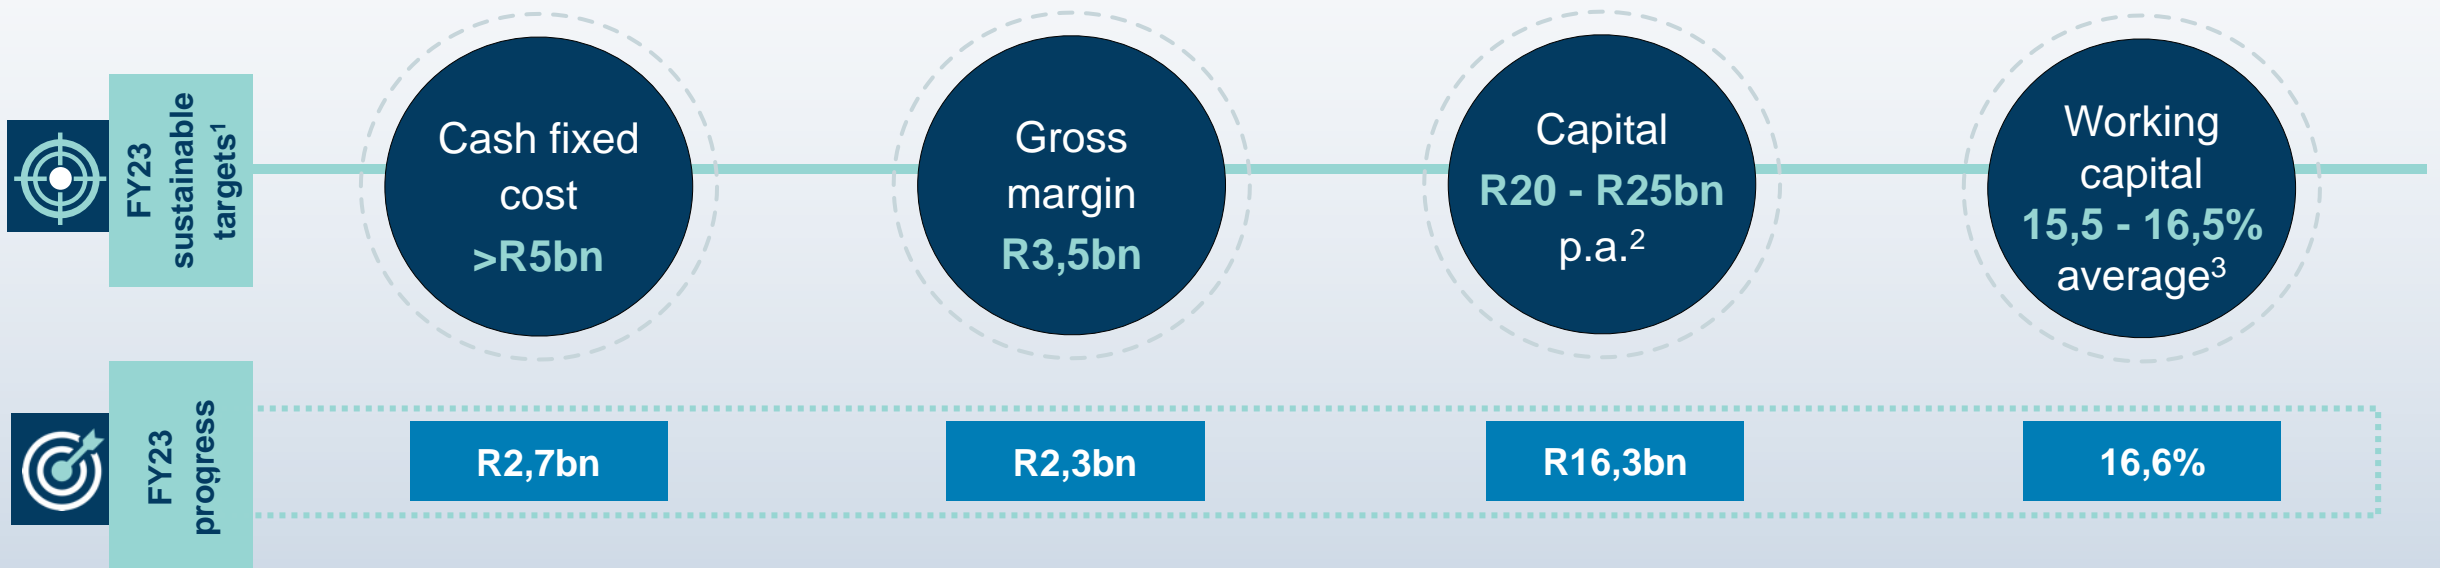 FY23
sustainable
targets¹
Cash fixed
cost
>R5bn
Gross
margin
R3,5bn
Capital
R20 - R25bn
p.a.²
Working
capital
15,5 - 16,5%
average³
FY23
progress
R2,7bn
R2,3bn
R16,3bn
16,6%